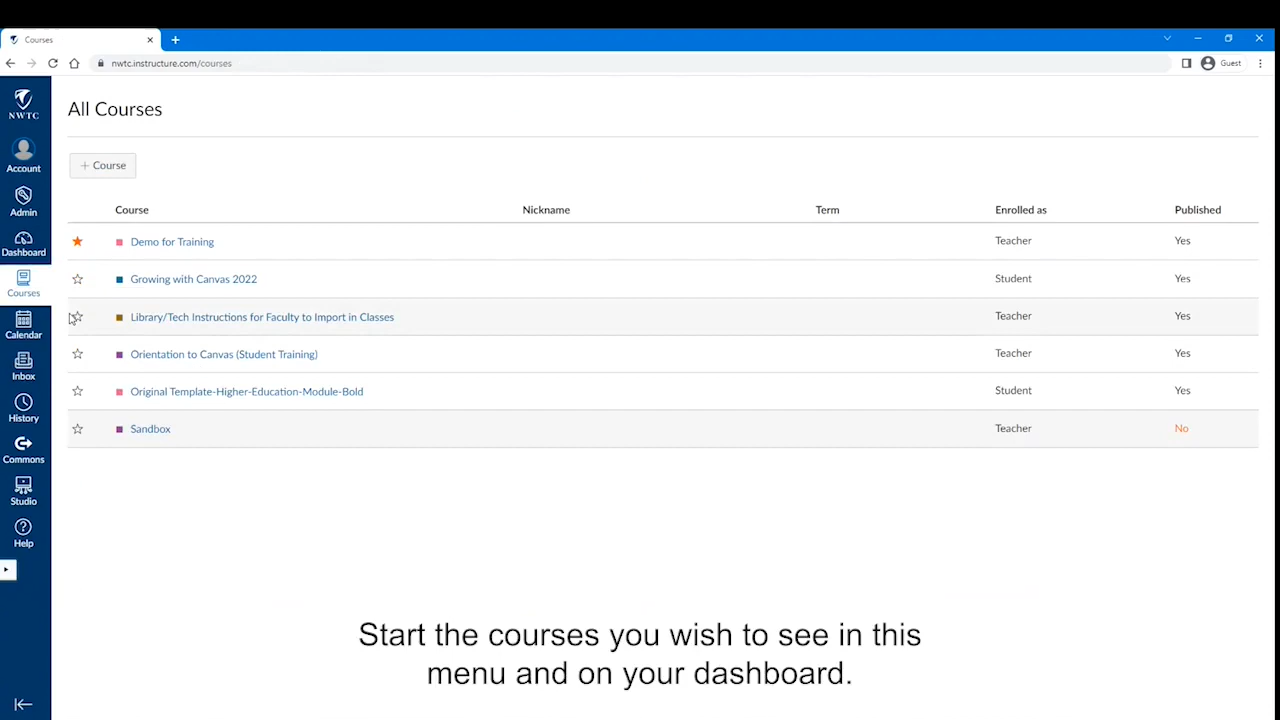 Courses
nwtc.instructure.com/courses
Guest
NWTC
Account
Admin
Dashboard
Courses
Calendar
Inbox
History
Commons
Studio
Help
All Courses
+ Course
Course Nickname Term Enrolled as Published
Demo for Training Teacher Yes
Growing with Canvas 2022 Student Yes
Library/Tech Instructions for Faculty to Import in Classes Teacher Yes
Orientation to Canvas (Student Training) Teacher Yes
Original Template-Higher-Education-Module-Bold Student Yes
Sandbox Teacher No
Start the courses you wish to see in this
menu and on your dashboard.